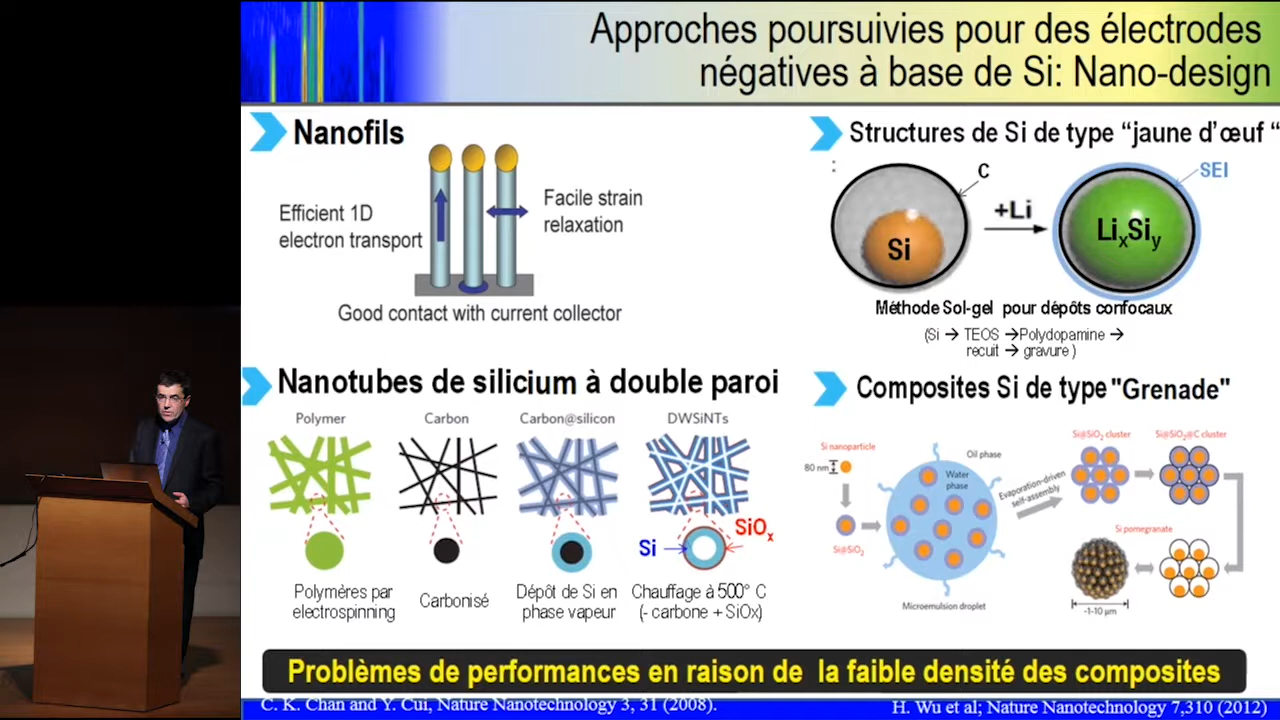 Approches poursuivies pour des électrodes
négatives à base de Si: Nano-design
Nanofils
Efficient 1D
electron transport
Facile strain
relaxation
Good contact with current collector
Structures de Si de type “jaune d’œuf “
:
C
SEI
+Li
Si
LixSiy
Méthode Sol-gel pour dépôts confocaux
(Si → TEOS →Polydopamine →
recuit → gravure )
Nanotubes de silicium à double paroi
Polymer
Carbon
Carbon@silicon
DWSiNTs
Si
SiOx
Polymères par
electrospinning
Carbonisé
Dépôt de Si en
phase vapeur
Chauffage à 500° C
(- carbone + SiOx)
Composites Si de type "Grenade"
Si nanoparticle
80 nm
Si@SiO2
Oil phase
Water
phase
Microemulsion droplet
Evaporation-driven
self-assembly
Si@SiO2 cluster
Si@SiO2@C cluster
Si pomegranate
~1-10 μm
Problèmes de performances en raison de la faible densité des composites
C. K. Chan and Y. Cui, Nature Nanotechnology 3, 31 (2008).
H. Wu et al; Nature Nanotechnology 7,310 (2012)